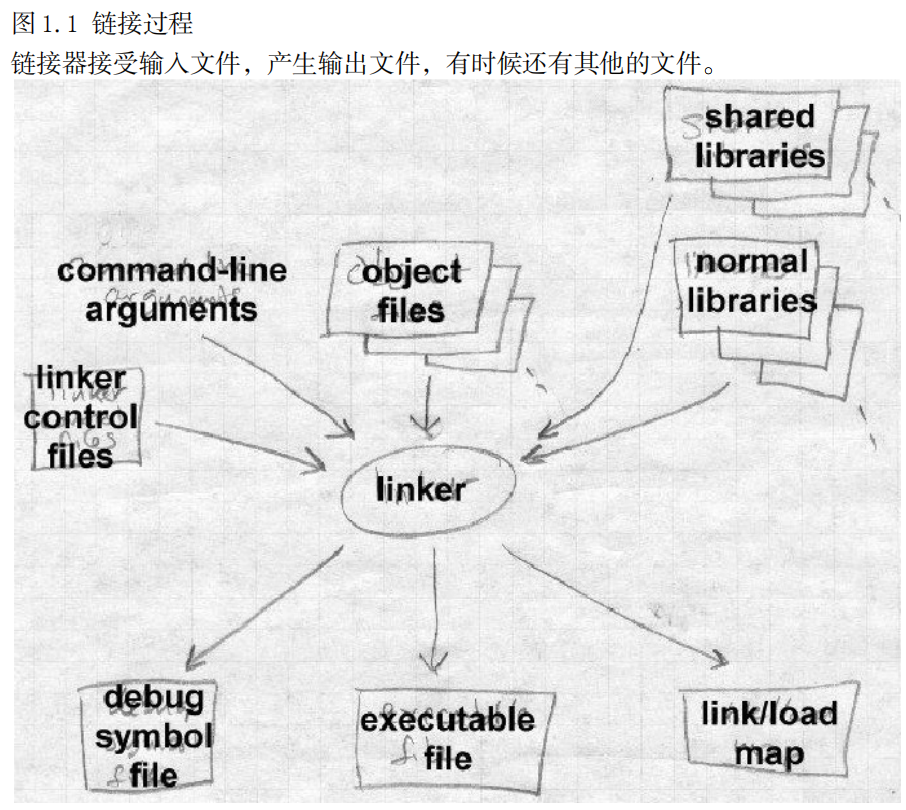 图 1.1 链接过程
链接器接受输入文件，产生输出文件，有时候还有其他的文件。
shared
libraries
command-line
arguments
object
files
normal
libraries
linker
control
files
linker
debug
symbol
file
executable
file
link/load
map